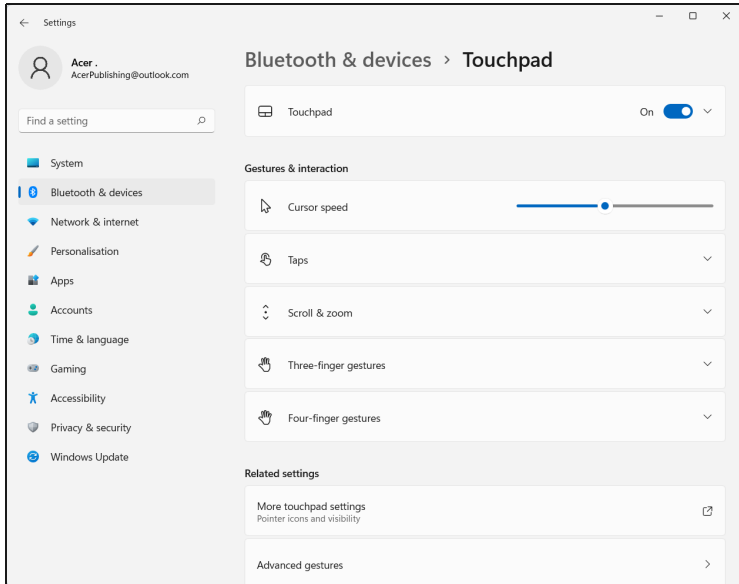 Settings
Acer .
AcerPublishing@outlook.com
Find a setting
System
Bluetooth & devices
Network & internet
Personalisation
Apps
Accounts
Time & language
Gaming
Accessibility
Privacy & security
Windows Update
Bluetooth & devices > Touchpad
Touchpad
On
Gestures & interaction
Cursor speed
Taps
Scroll & zoom
Three-finger gestures
Four-finger gestures
Related settings
More touchpad settings
Pointer icons and visibility
Advanced gestures